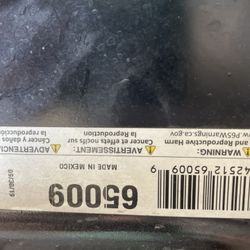 WARNING:
and Reproductive Harm
www.P65Warnings.ca.gov
AVERTISSEMENT:
Cancer et effets nocifs sur
la Reproduction
ADVERTENCIA
Cáncer y daños
la reproducción
MADE IN MEXICO
65009
42512 65009 9